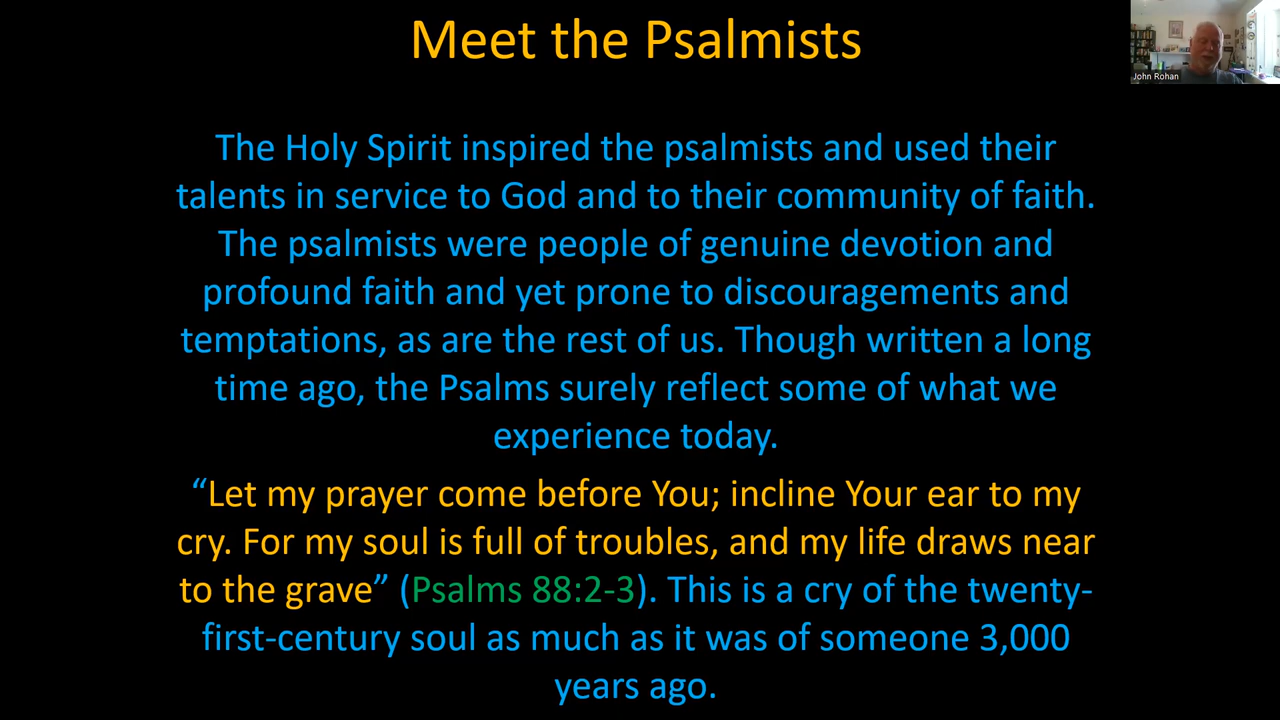 Meet the Psalmists
John Rohan
The Holy Spirit inspired the psalmists and used their
talents in service to God and to their community of faith.
The psalmists were people of genuine devotion and
profound faith and yet prone to discouragements and
temptations, as are the rest of us. Though written a long
time ago, the Psalms surely reflect some of what we
experience today.
“Let my prayer come before You; incline Your ear to my
cry. For my soul is full of troubles, and my life draws near
to the grave” (Psalms 88:2-3). This is a cry of the twenty-
first-century soul as much as it was of someone 3,000
years ago.